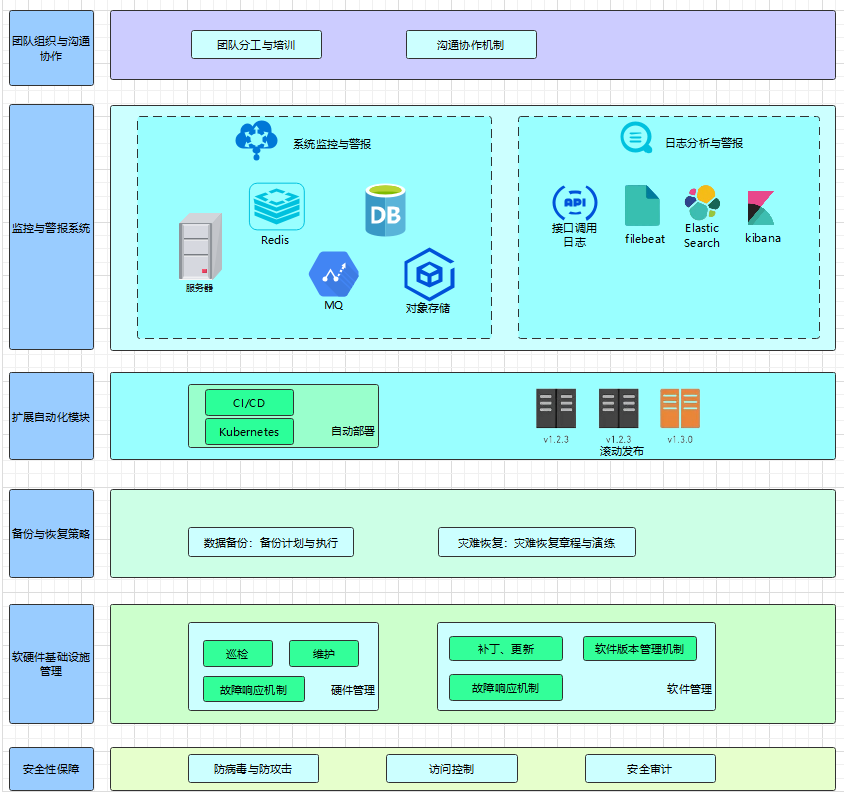 团队组织与沟通
协作
团队分工与培训
沟通协作机制
监控与警报系统
系统监控与警报
Redis
DB
服务器
MQ
对象存储
日志分析与警报
API
接口调用
日志
filebeat
Elastic
Search
kibana
扩展自动化模块
CI/CD
Kubernetes
自动部署
v1.2.3
v1.2.3
v1.3.0
滚动发布
备份与恢复策略
数据备份：备份计划与执行
灾难恢复：灾难恢复章程与演练
软硬件基础设施
管理
巡检
维护
故障响应机制
硬件管理
补丁、更新
软件版本管理机制
故障响应机制
软件管理
安全性保障
防病毒与防攻击
访问控制
安全审计